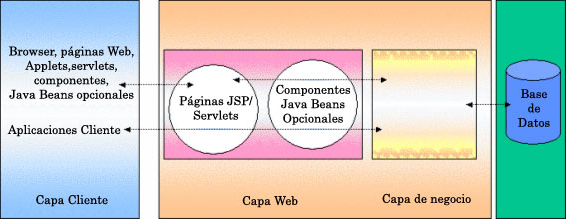 Browser, páginas Web,
Applets,servlets,
componentes,
Java Beans opcionales
Aplicaciones Cliente
Capa Cliente
Páginas JSP/
Servlets
Componentes
Java Beans
Opcionales
Capa Web
Capa de negocio
Base
de
Datos